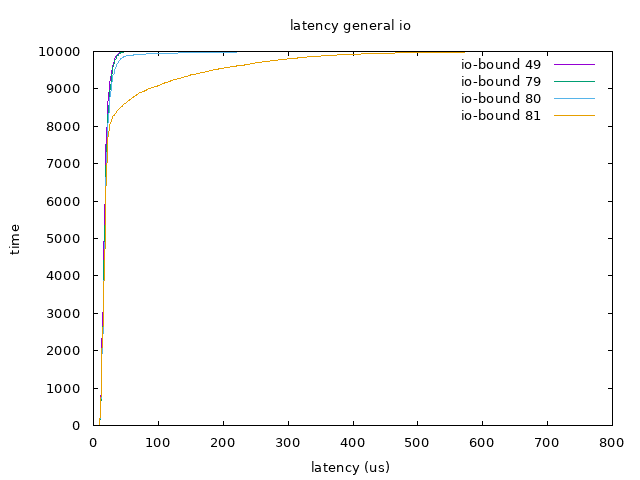 latency general io
10000
9000
8000
7000
6000
5000
4000
3000
2000
1000
0
time
io-bound 49
io-bound 79
io-bound 80
io-bound 81
0 100 200 300 400 500 600 700 800
latency (us)